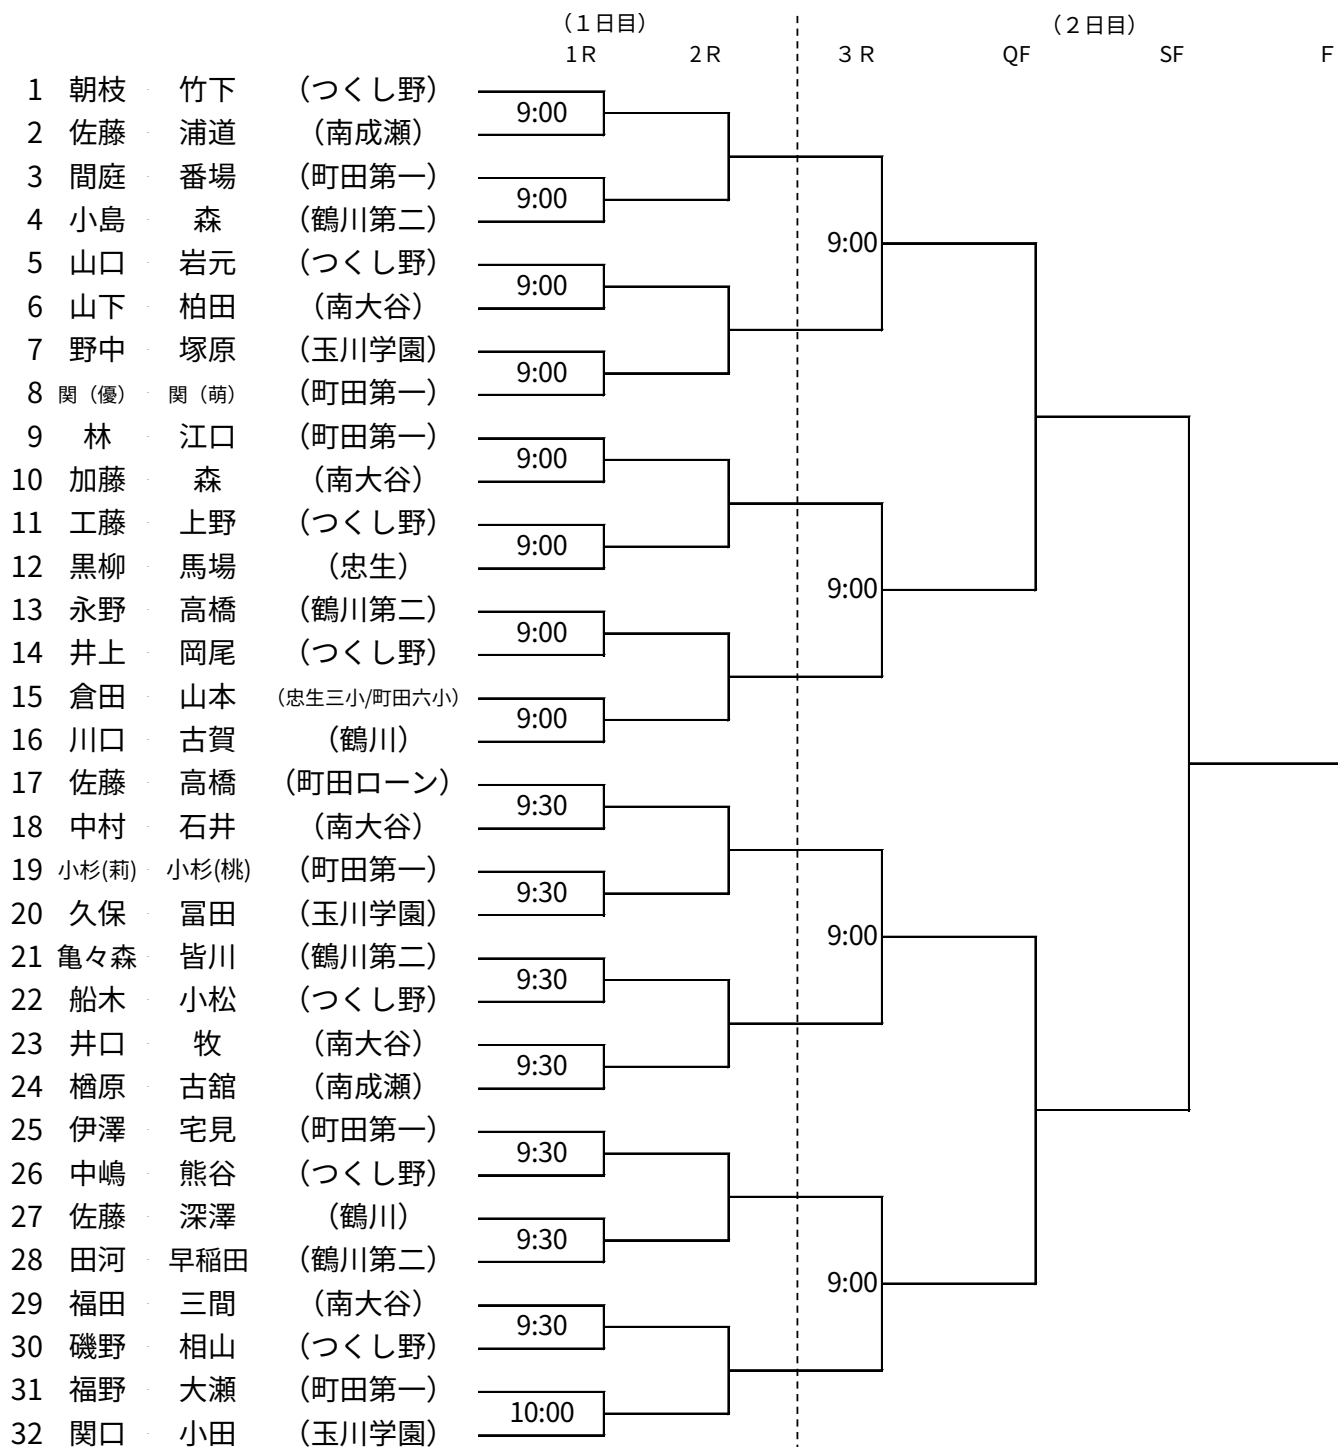 （１日目） （２日目）
1Ｒ 2Ｒ ３Ｒ QF SF F
1 朝枝 竹下 （つくし野）
9:00
2 佐藤 浦道 （南成瀬）
3 間庭 番場 （町田第一）
9:00
4 小島 森 （鶴川第二）
9:00
5 山口 岩元 （つくし野）
9:00
6 山下 柏田 （南大谷）
7 野中 塚原 （玉川学園）
9:00
8 関（優） 関（萌） （町田第一）
9 林 江口 （町田第一）
9:00
10 加藤 森 （南大谷）
11 工藤 上野 （つくし野）
9:00
12 黒柳 馬場 （忠生）
9:00
13 永野 高橋 （鶴川第二）
9:00
14 井上 岡尾 （つくし野）
15 倉田 山本 （忠生三小/町田六小）
9:00
16 川口 古賀 （鶴川）
17 佐藤 高橋 （町田ローン）
9:30
18 中村 石井 （南大谷）
19 小杉(莉) 小杉(桃) （町田第一）
9:30
20 久保 冨田 （玉川学園）
9:00
21 亀々森 皆川 （鶴川第二）
9:30
22 船木 小松 （つくし野）
23 井口 牧 （南大谷）
9:30
24 楢原 古舘 （南成瀬）
25 伊澤 宅見 （町田第一）
9:30
26 中嶋 熊谷 （つくし野）
27 佐藤 深澤 （鶴川）
9:30
28 田河 早稲田 （鶴川第二）
9:00
29 福田 三間 （南大谷）
9:30
30 磯野 相山 （つくし野）
31 福野 大瀬 （町田第一）
10:00
32 関口 小田 （玉川学園）